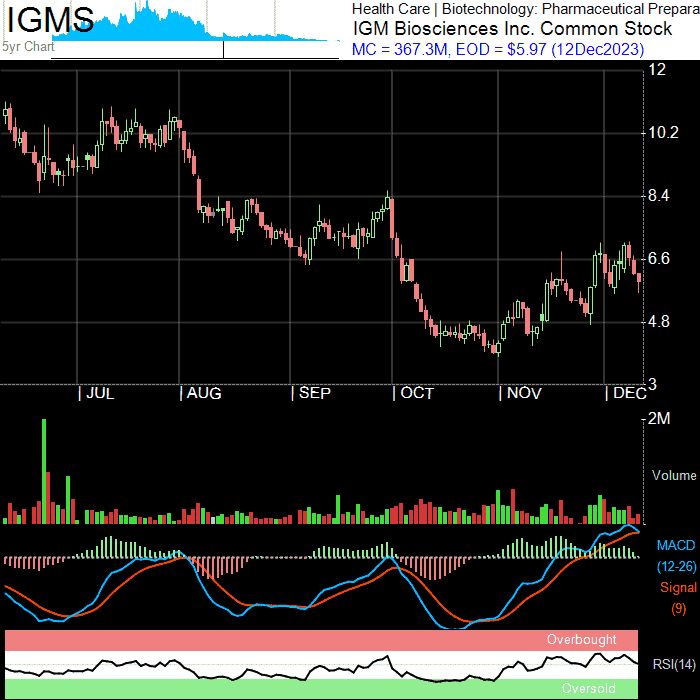 IGMS
Health Care | Biotechnology: Pharmaceutical Prepara
IGM Biosciences Inc. Common Stock
5yr Chart
MC = 367.3M, EOD = $5.97 (12Dec2023)
12
10.2
8.4
6.6
4.8
3
| JUL | AUG | SEP | OCT | NOV | DEC
2M
Volume
MACD
(12-26)
Signal
(9)
Overbought
RSI(14)
Oversold